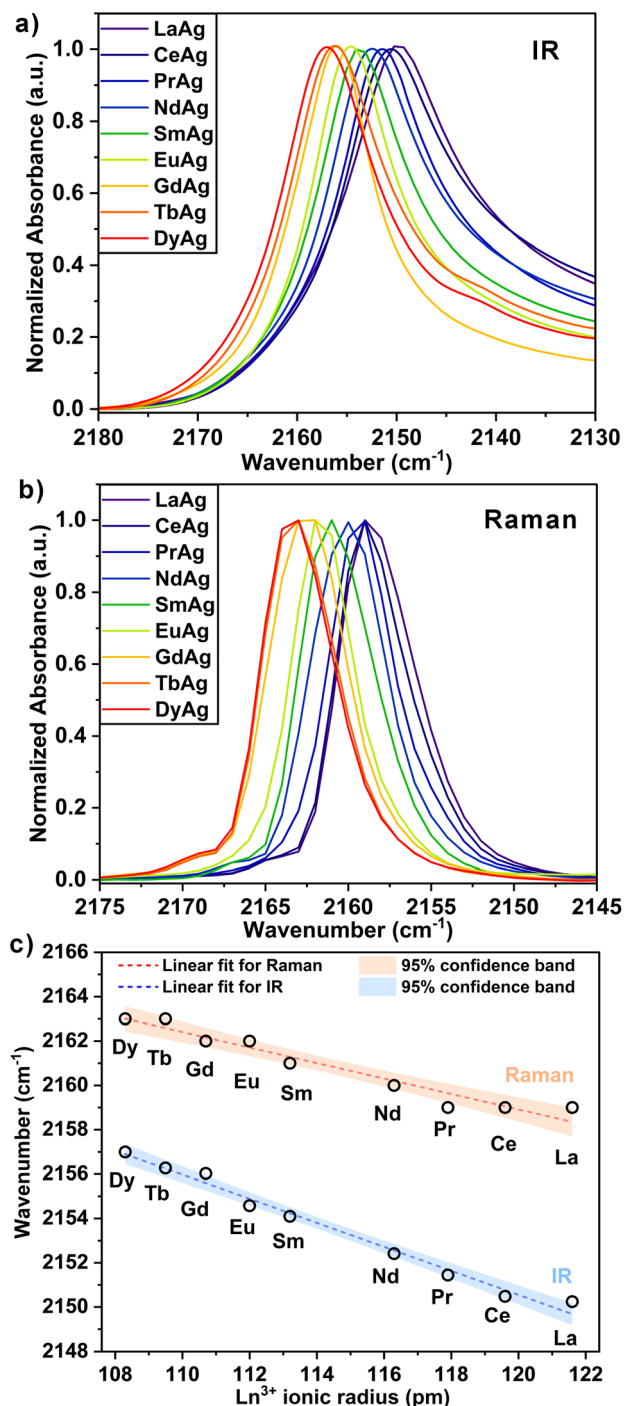 a)
IR
LaAg
CeAg
PrAg
NdAg
SmAg
EuAg
GdAg
TbAg
DyAg
Normalized Absorbance (a.u.)
1.0
0.8
0.6
0.4
0.2
0.0
2180 2170 2160 2150 2140 2130
Wavenumber (cm⁻¹)
b)
Raman
LaAg
CeAg
PrAg
NdAg
SmAg
EuAg
GdAg
TbAg
DyAg
Normalized Absorbance (a.u.)
1.0
0.8
0.6
0.4
0.2
0.0
2175 2170 2165 2160 2155 2150 2145
Wavenumber (cm⁻¹)
c)
Linear fit for Raman 95% confidence band
Linear fit for IR 95% confidence band
Wavenumber (cm⁻¹)
2166
2164
2162
2160
2158
2156
2154
2152
2150
2148
Dy Tb Gd Eu Sm Nd Pr Ce La
Raman
Dy Tb Gd Eu Sm Nd Pr Ce La
IR
108 110 112 114 116 118 120 122
Ln³⁺ ionic radius (pm)